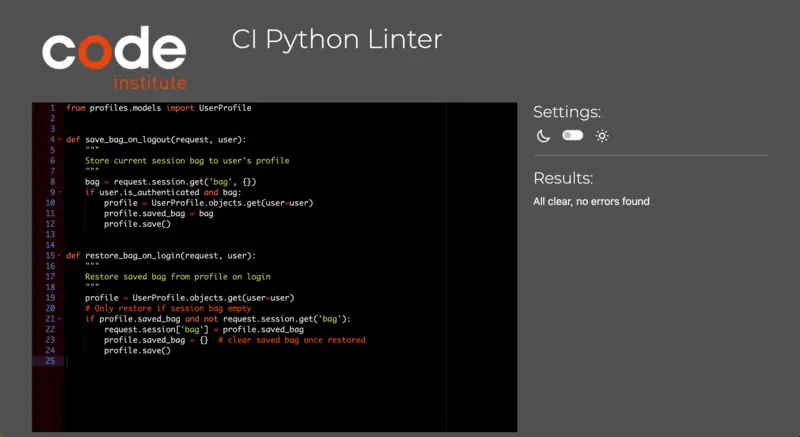 code
institute
CI Python Linter
1 from profiles.models import UserProfile
2
3
4 def save_bag_on_logout(request, user):
5     """
6     Store current session bag to user's profile
7     """
8     bag = request.session.get('bag', {})
9     if user.is_authenticated and bag:
10         profile = UserProfile.objects.get(user=user)
11         profile.saved_bag = bag
12         profile.save()
13
14
15 def restore_bag_on_login(request, user):
16     """
17     Restore saved bag from profile on login
18     """
19     profile = UserProfile.objects.get(user=user)
20     # Only restore if session bag empty
21     if profile.saved_bag and not request.session.get('bag'):
22         request.session['bag'] = profile.saved_bag
23         profile.saved_bag = {}  # clear saved bag once restored
24         profile.save()
25
Settings:
Results:
All clear, no errors found